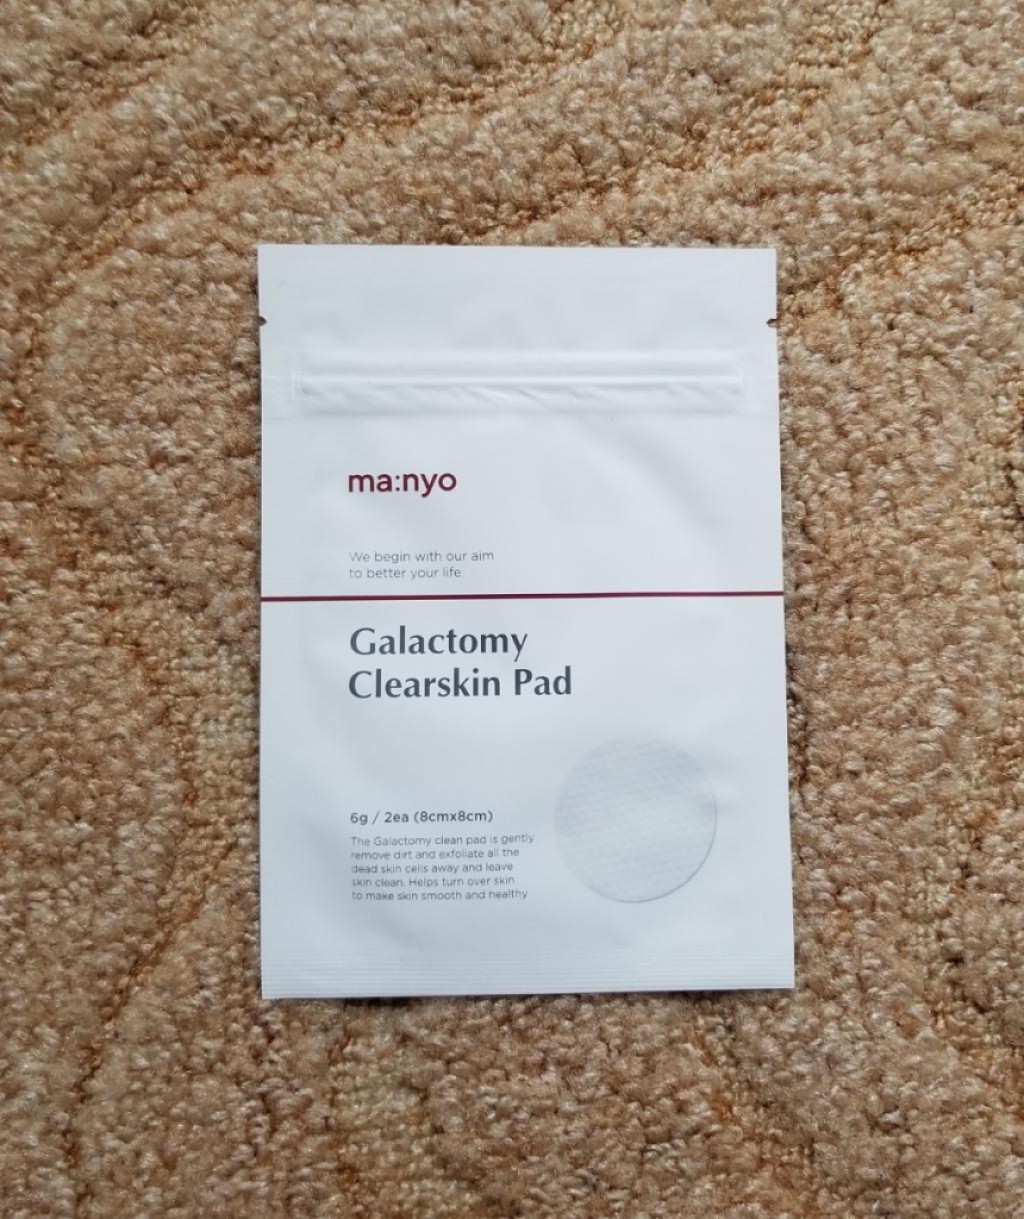 ma:nyo
We begin with our aim
to better your life
Galactomy
Clearskin Pad
6g / 2ea (8cmx8cm)
The Galactomy clean pad is gently
remove dirt and exfoliate all the
dead skin cells away and leave
skin clean. Helps turn over skin
to make skin smooth and healthy